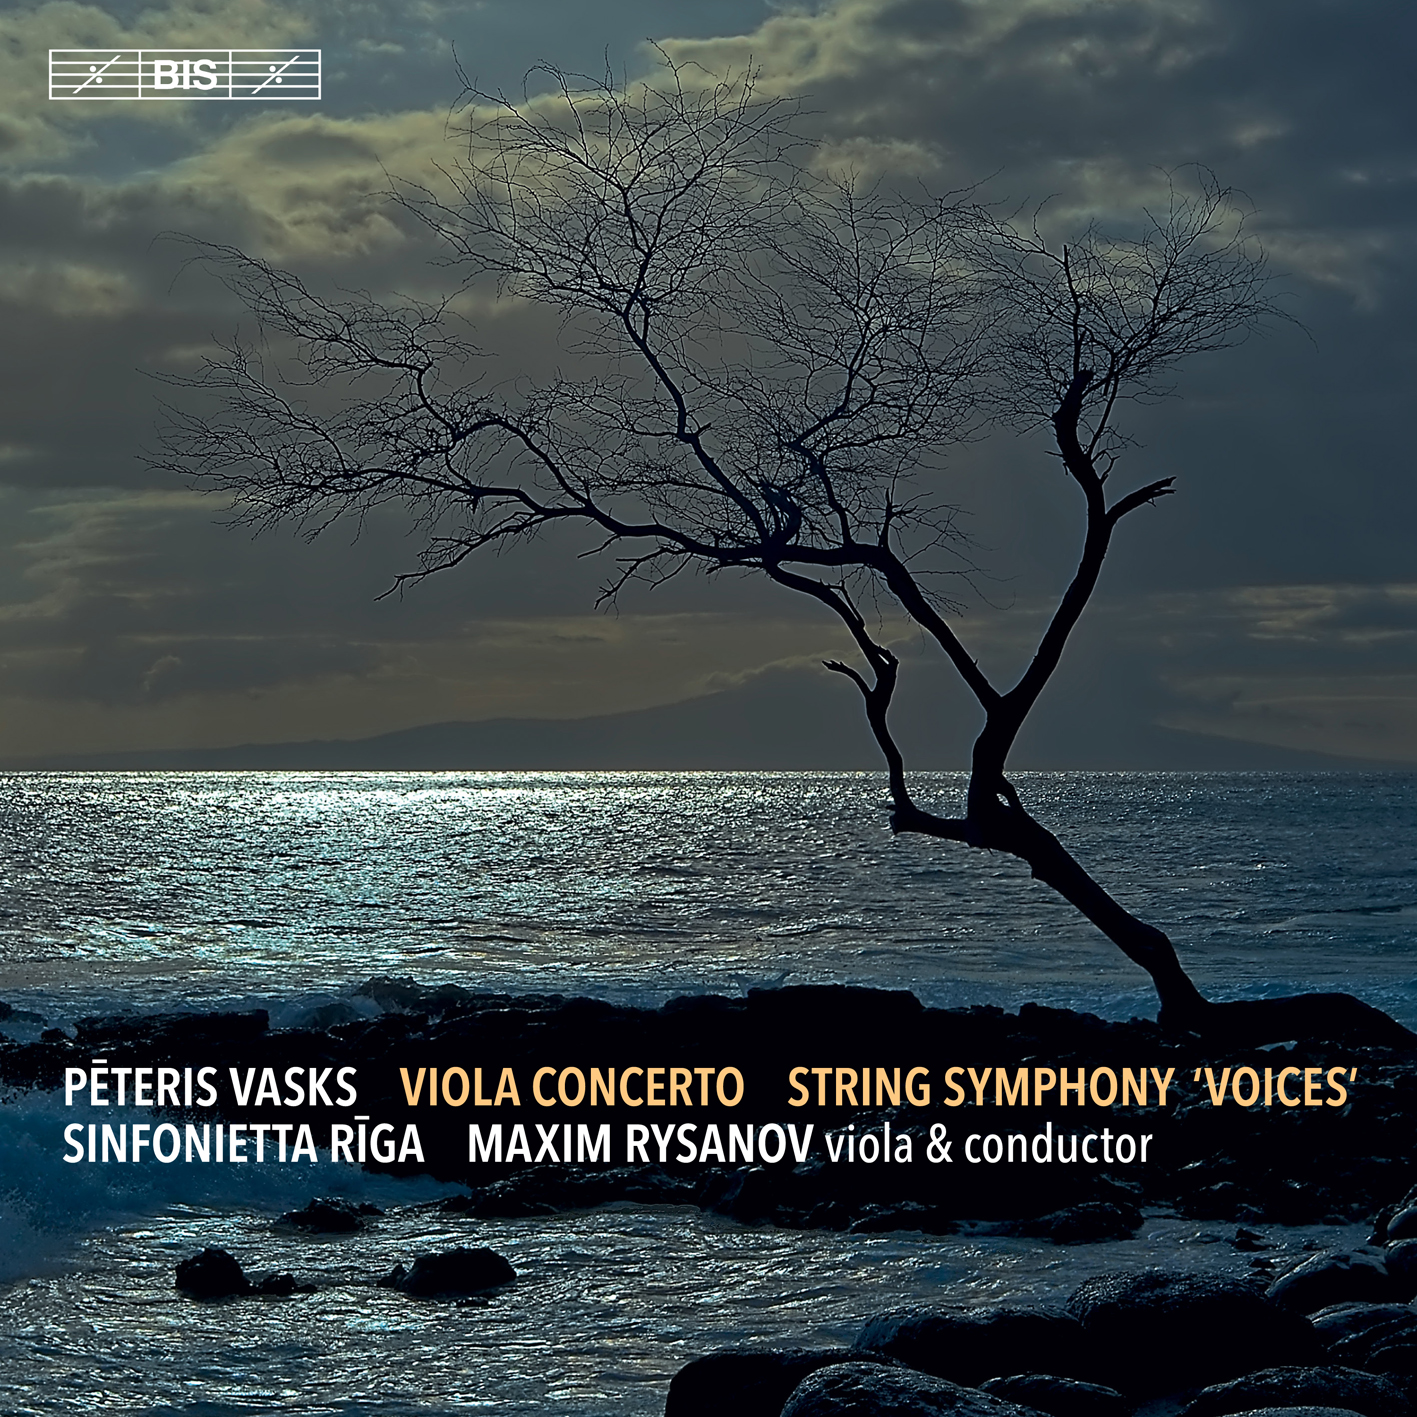 BIS
PĒTERIS VASKS VIOLA CONCERTO STRING SYMPHONY ‘VOICES‘
SINFONIETTA RĪGA MAXIM RYSANOV viola & conductor